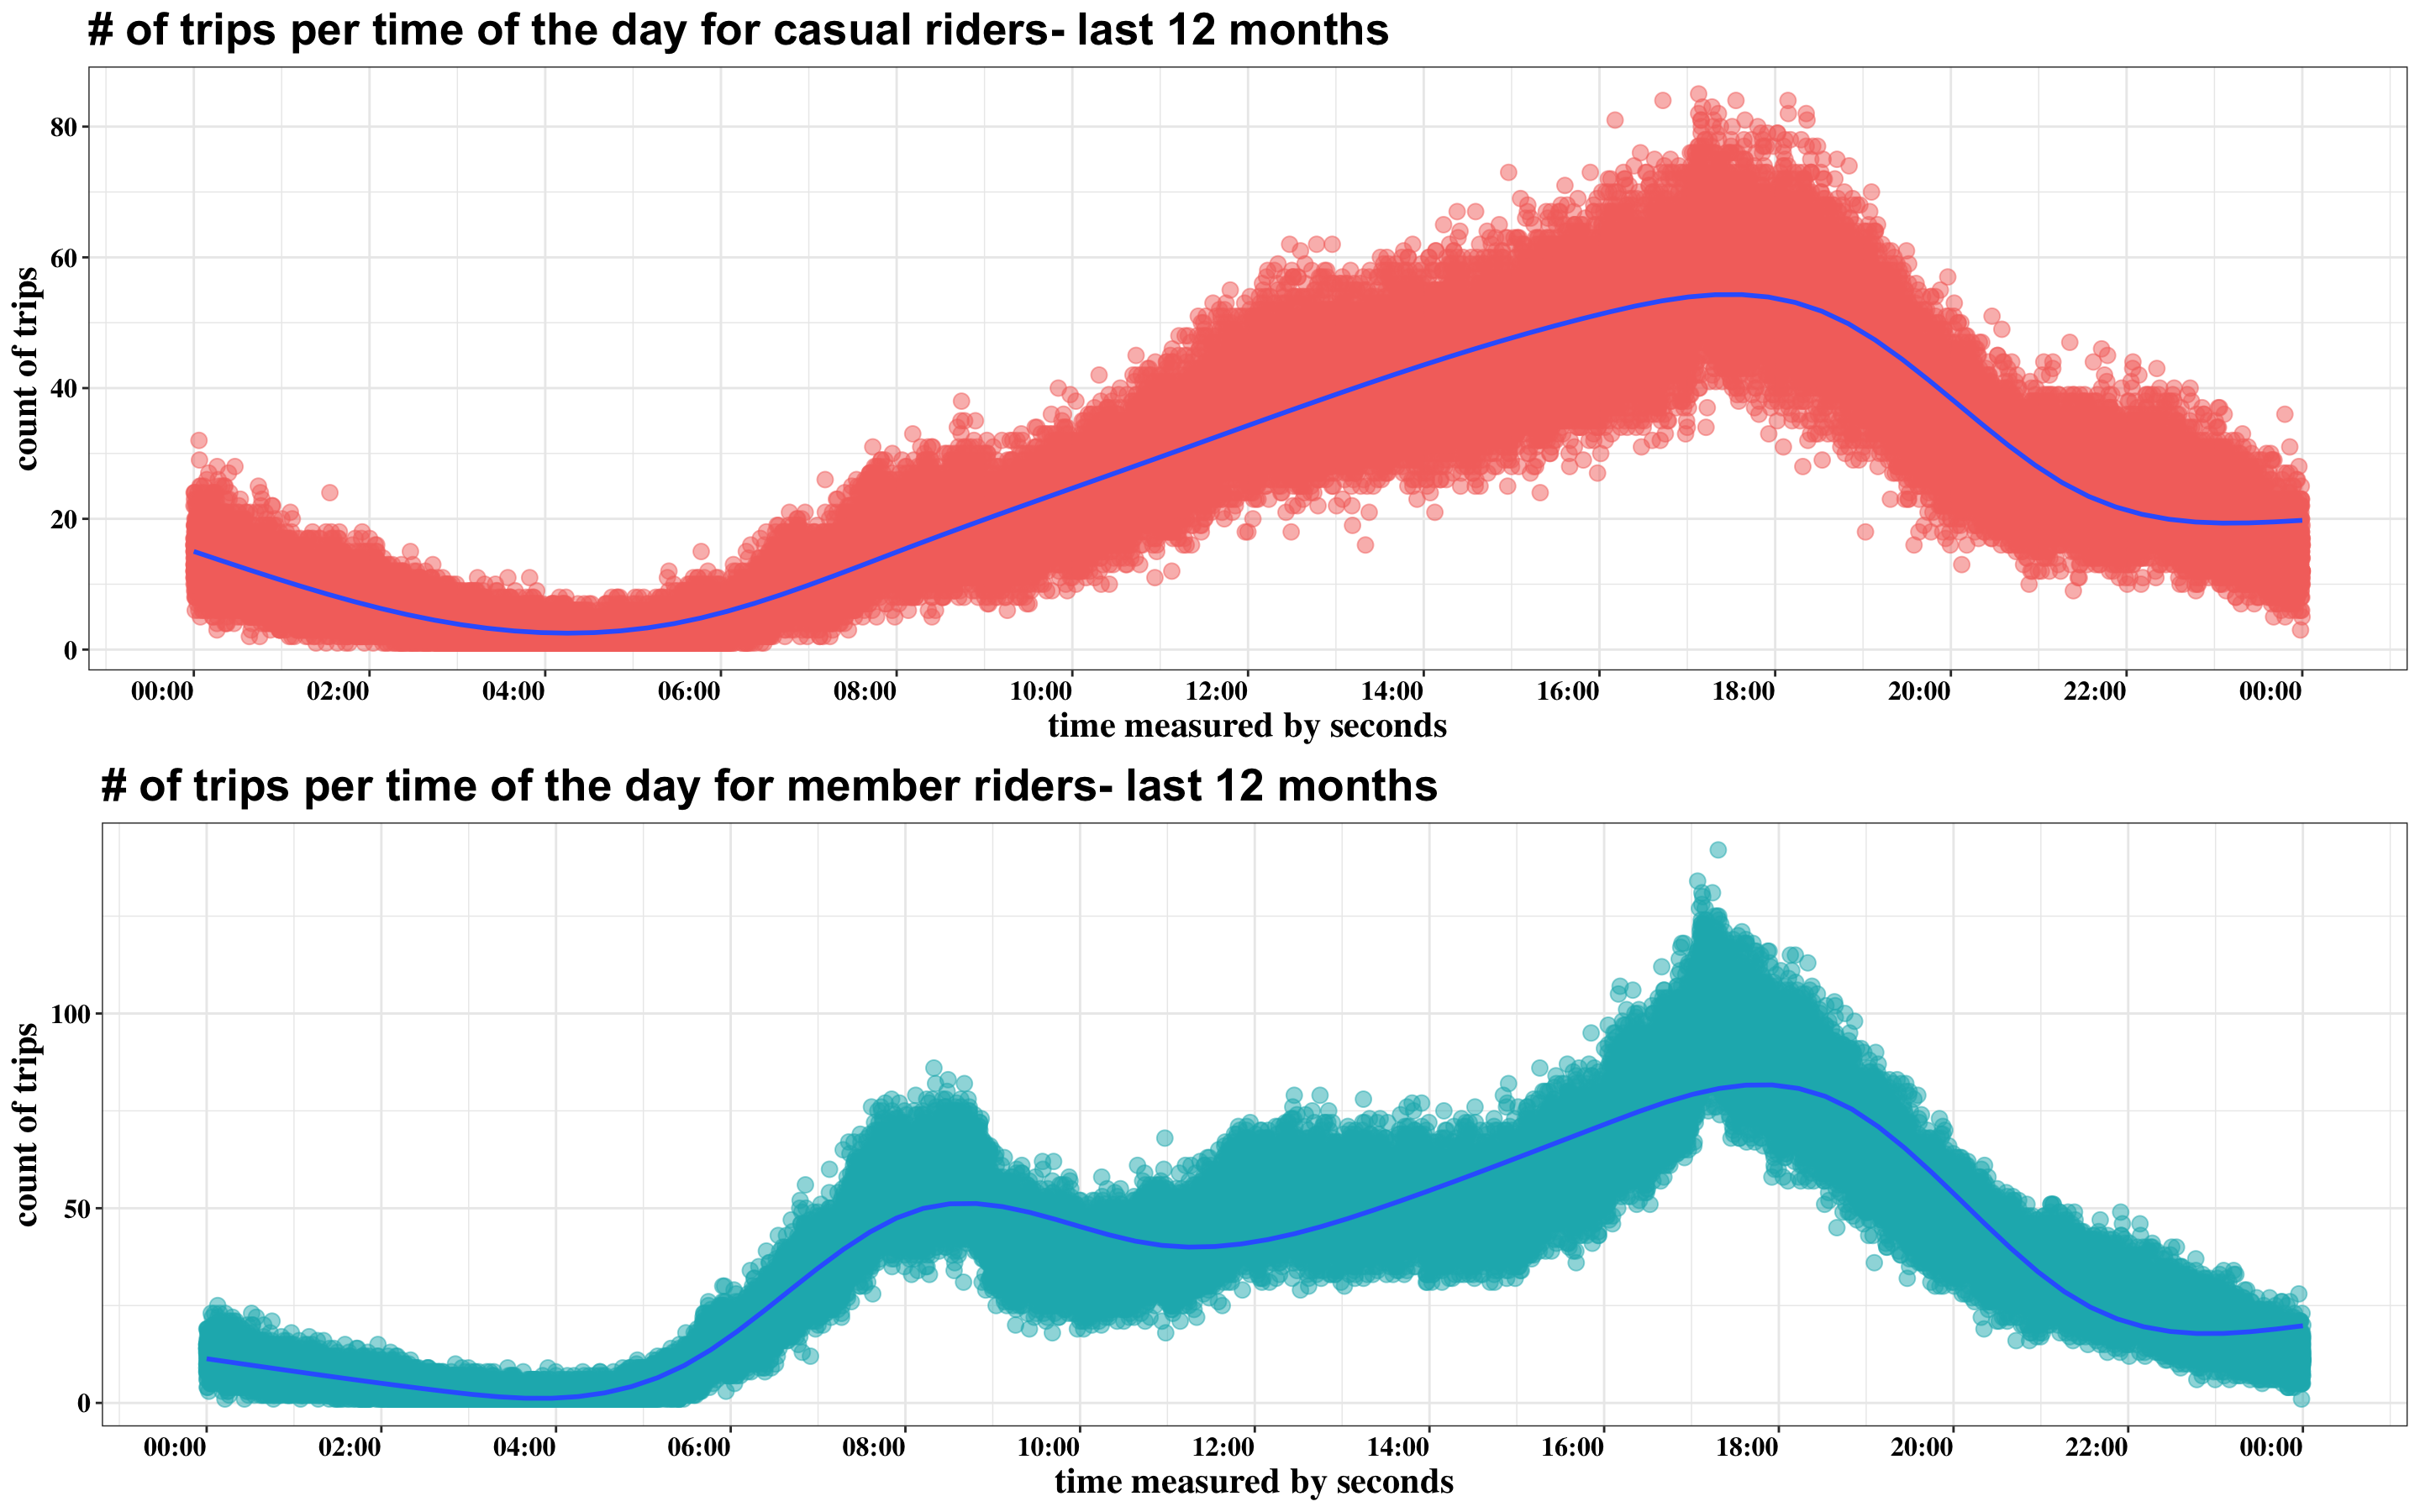 # of trips per time of the day for casual riders- last 12 months
count of trips
80
60
40
20
0
00:00 02:00 04:00 06:00 08:00 10:00 12:00 14:00 16:00 18:00 20:00 22:00 00:00
time measured by seconds
# of trips per time of the day for member riders- last 12 months
count of trips
100
50
0
00:00 02:00 04:00 06:00 08:00 10:00 12:00 14:00 16:00 18:00 20:00 22:00 00:00
time measured by seconds